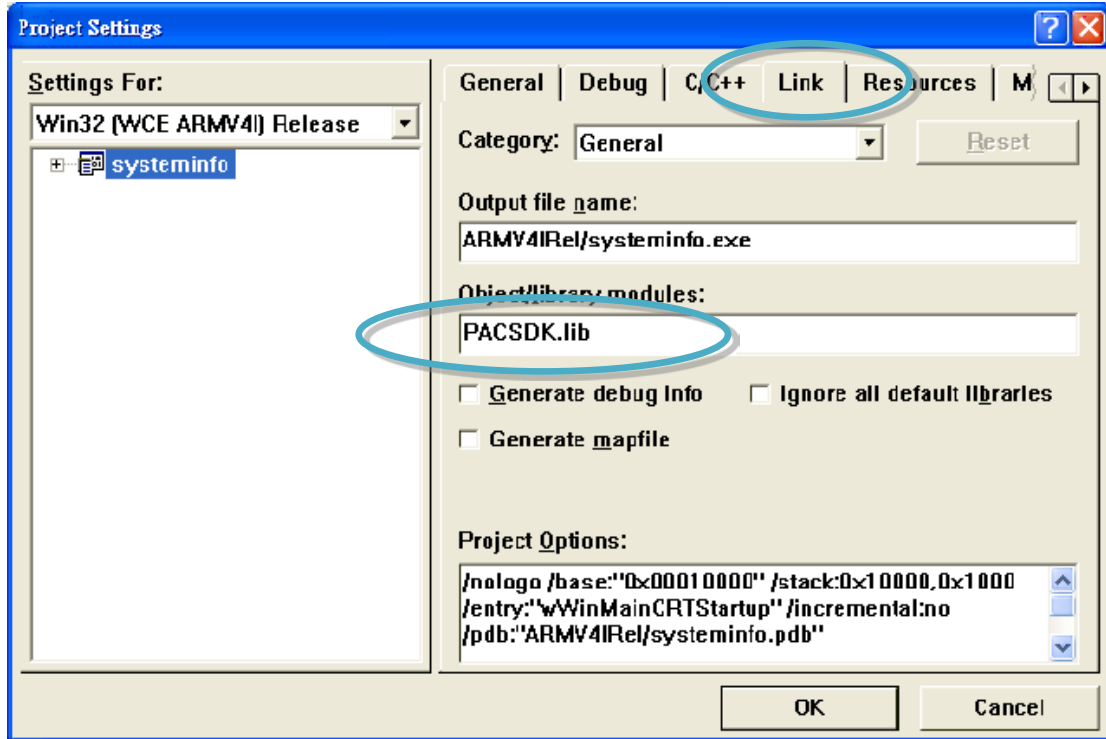 Project Settings
Settings For:
Win32 (WCE ARMV4I) Release
systeminfo
General Debug C/C++ Link Resources M
Category: General Reset
Output file name:
ARMV4IRel/systeminfo.exe
Object/library modules:
PACSDK.lib
Generate debug info Ignore all default libraries
Generate mapfile
Project Options:
/nologo /base:"0x00010000" /stack:0x10000,0x1000
/entry:"wWinMainCRTStartup" /incremental:no
/pdb:"ARMV4IRel/systeminfo.pdb"
OK Cancel